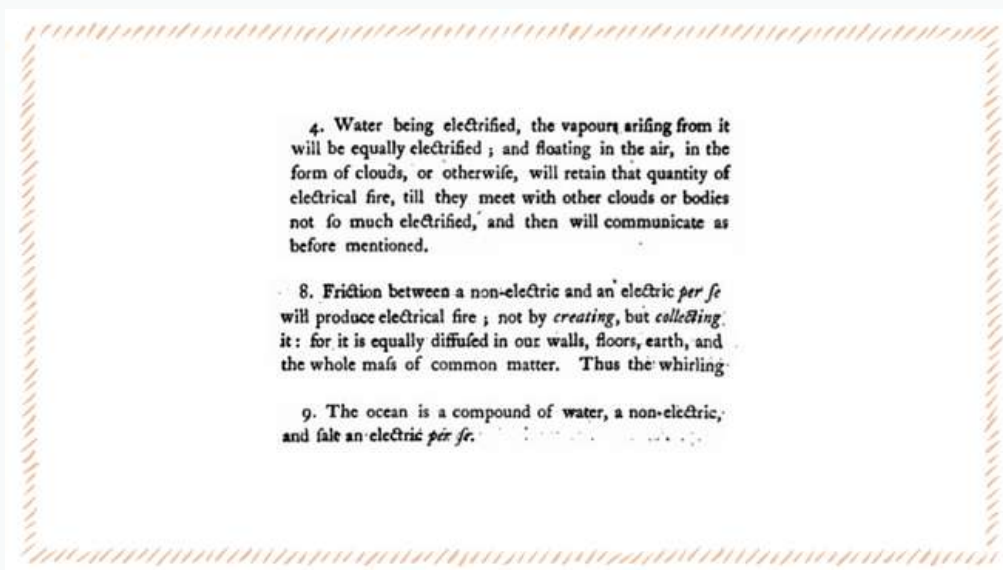 4. Water being electrified, the vapours ariſing from it
will be equally electrified ; and floating in the air, in the
form of clouds, or otherwiſe, will retain that quantity of
electrical fire, till they meet with other clouds or bodies
not ſo much electrified, and then will communicate as
before mentioned.
8. Friction between a non-electric and an electric per ſe
will produce electrical fire ; not by creating, but collecting
it : for it is equally diffuſed in our walls, floors, earth, and
the whole maſs of common matter. Thus the whirling
9. The ocean is a compound of water, a non-electric,
and ſalt an electric per ſe.